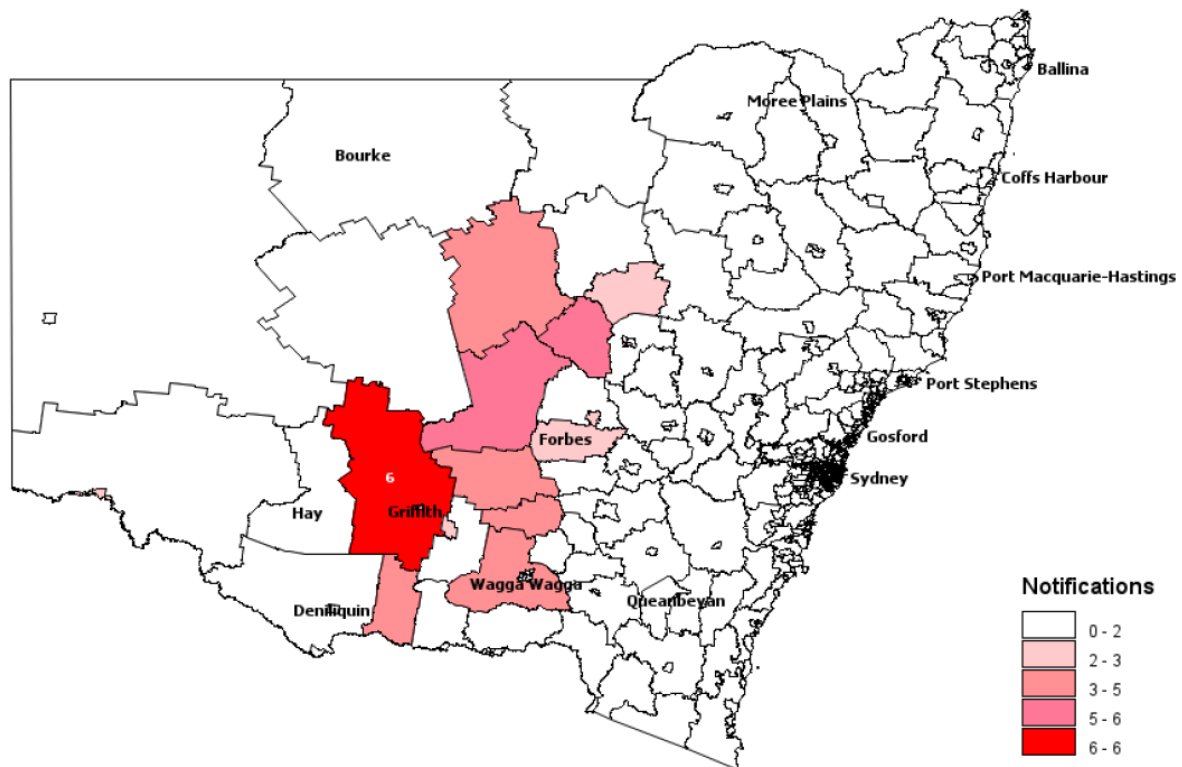 Ballina
Moree Plains
Bourke
Coffs Harbour
Port Macquarie-Hastings
Port Stephens
Forbes
Gosford
6
Sydney
Hay
Griffith
Wagga Wagga
Notifications
Deniliquin
Queanbeyan
0 - 2
2 - 3
3 - 5
5 - 6
6 - 6